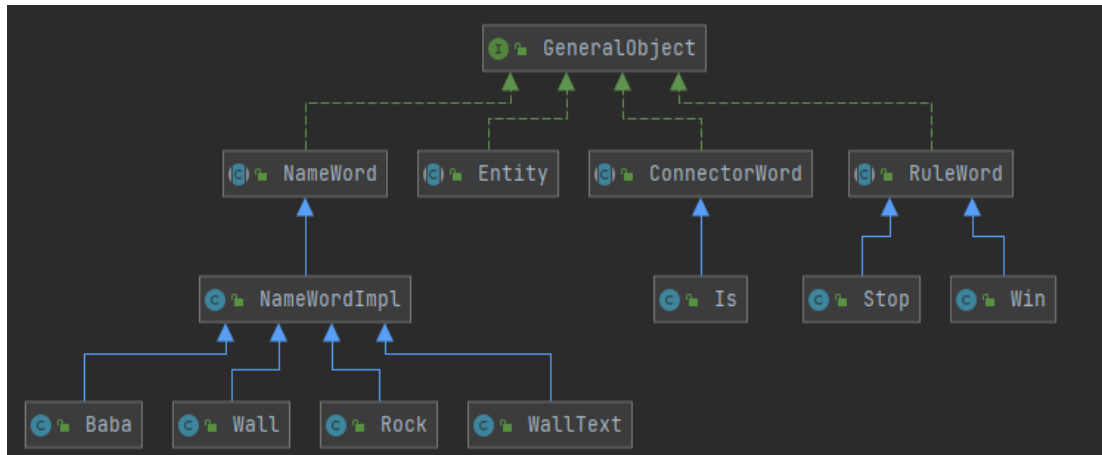 GeneralObject
NameWord Entity ConnectorWord RuleWord
NameWordImpl Is Stop Win
Baba Wall Rock WallText